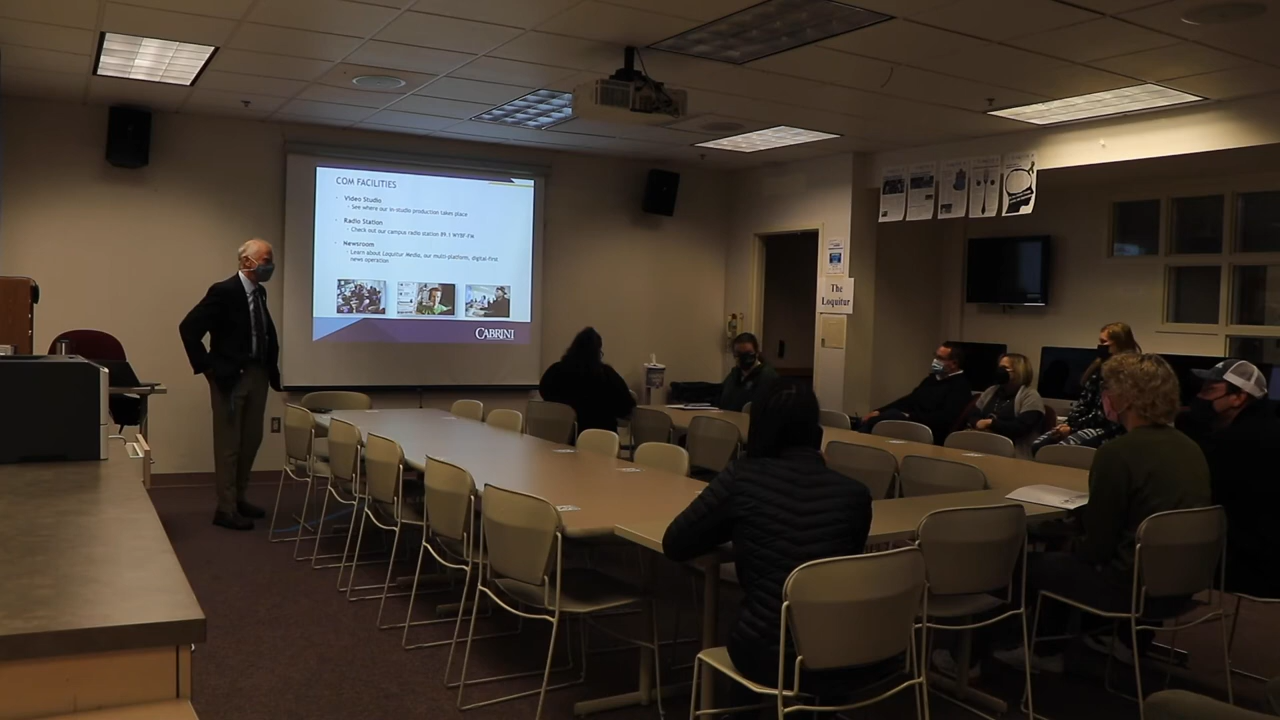 COM FACILITIES
Video Studio
See where our in-studio production takes place
Radio Station
Check out our campus radio station 89.1 WYBF-FM
Newsroom
Learn about Loquitur Media, our multi-platform, digital-first
news operation
CABRINI
The
Loquitur